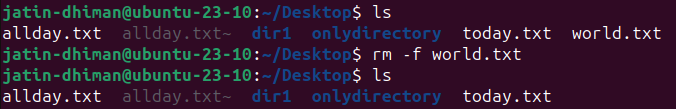 jatin-dhiman@ubuntu-23-10:~/Desktop$ ls
allday.txt  allday.txt~  dir1  onlydirectory  today.txt  world.txt
jatin-dhiman@ubuntu-23-10:~/Desktop$ rm -f world.txt
jatin-dhiman@ubuntu-23-10:~/Desktop$ ls
allday.txt  allday.txt~  dir1  onlydirectory  today.txt